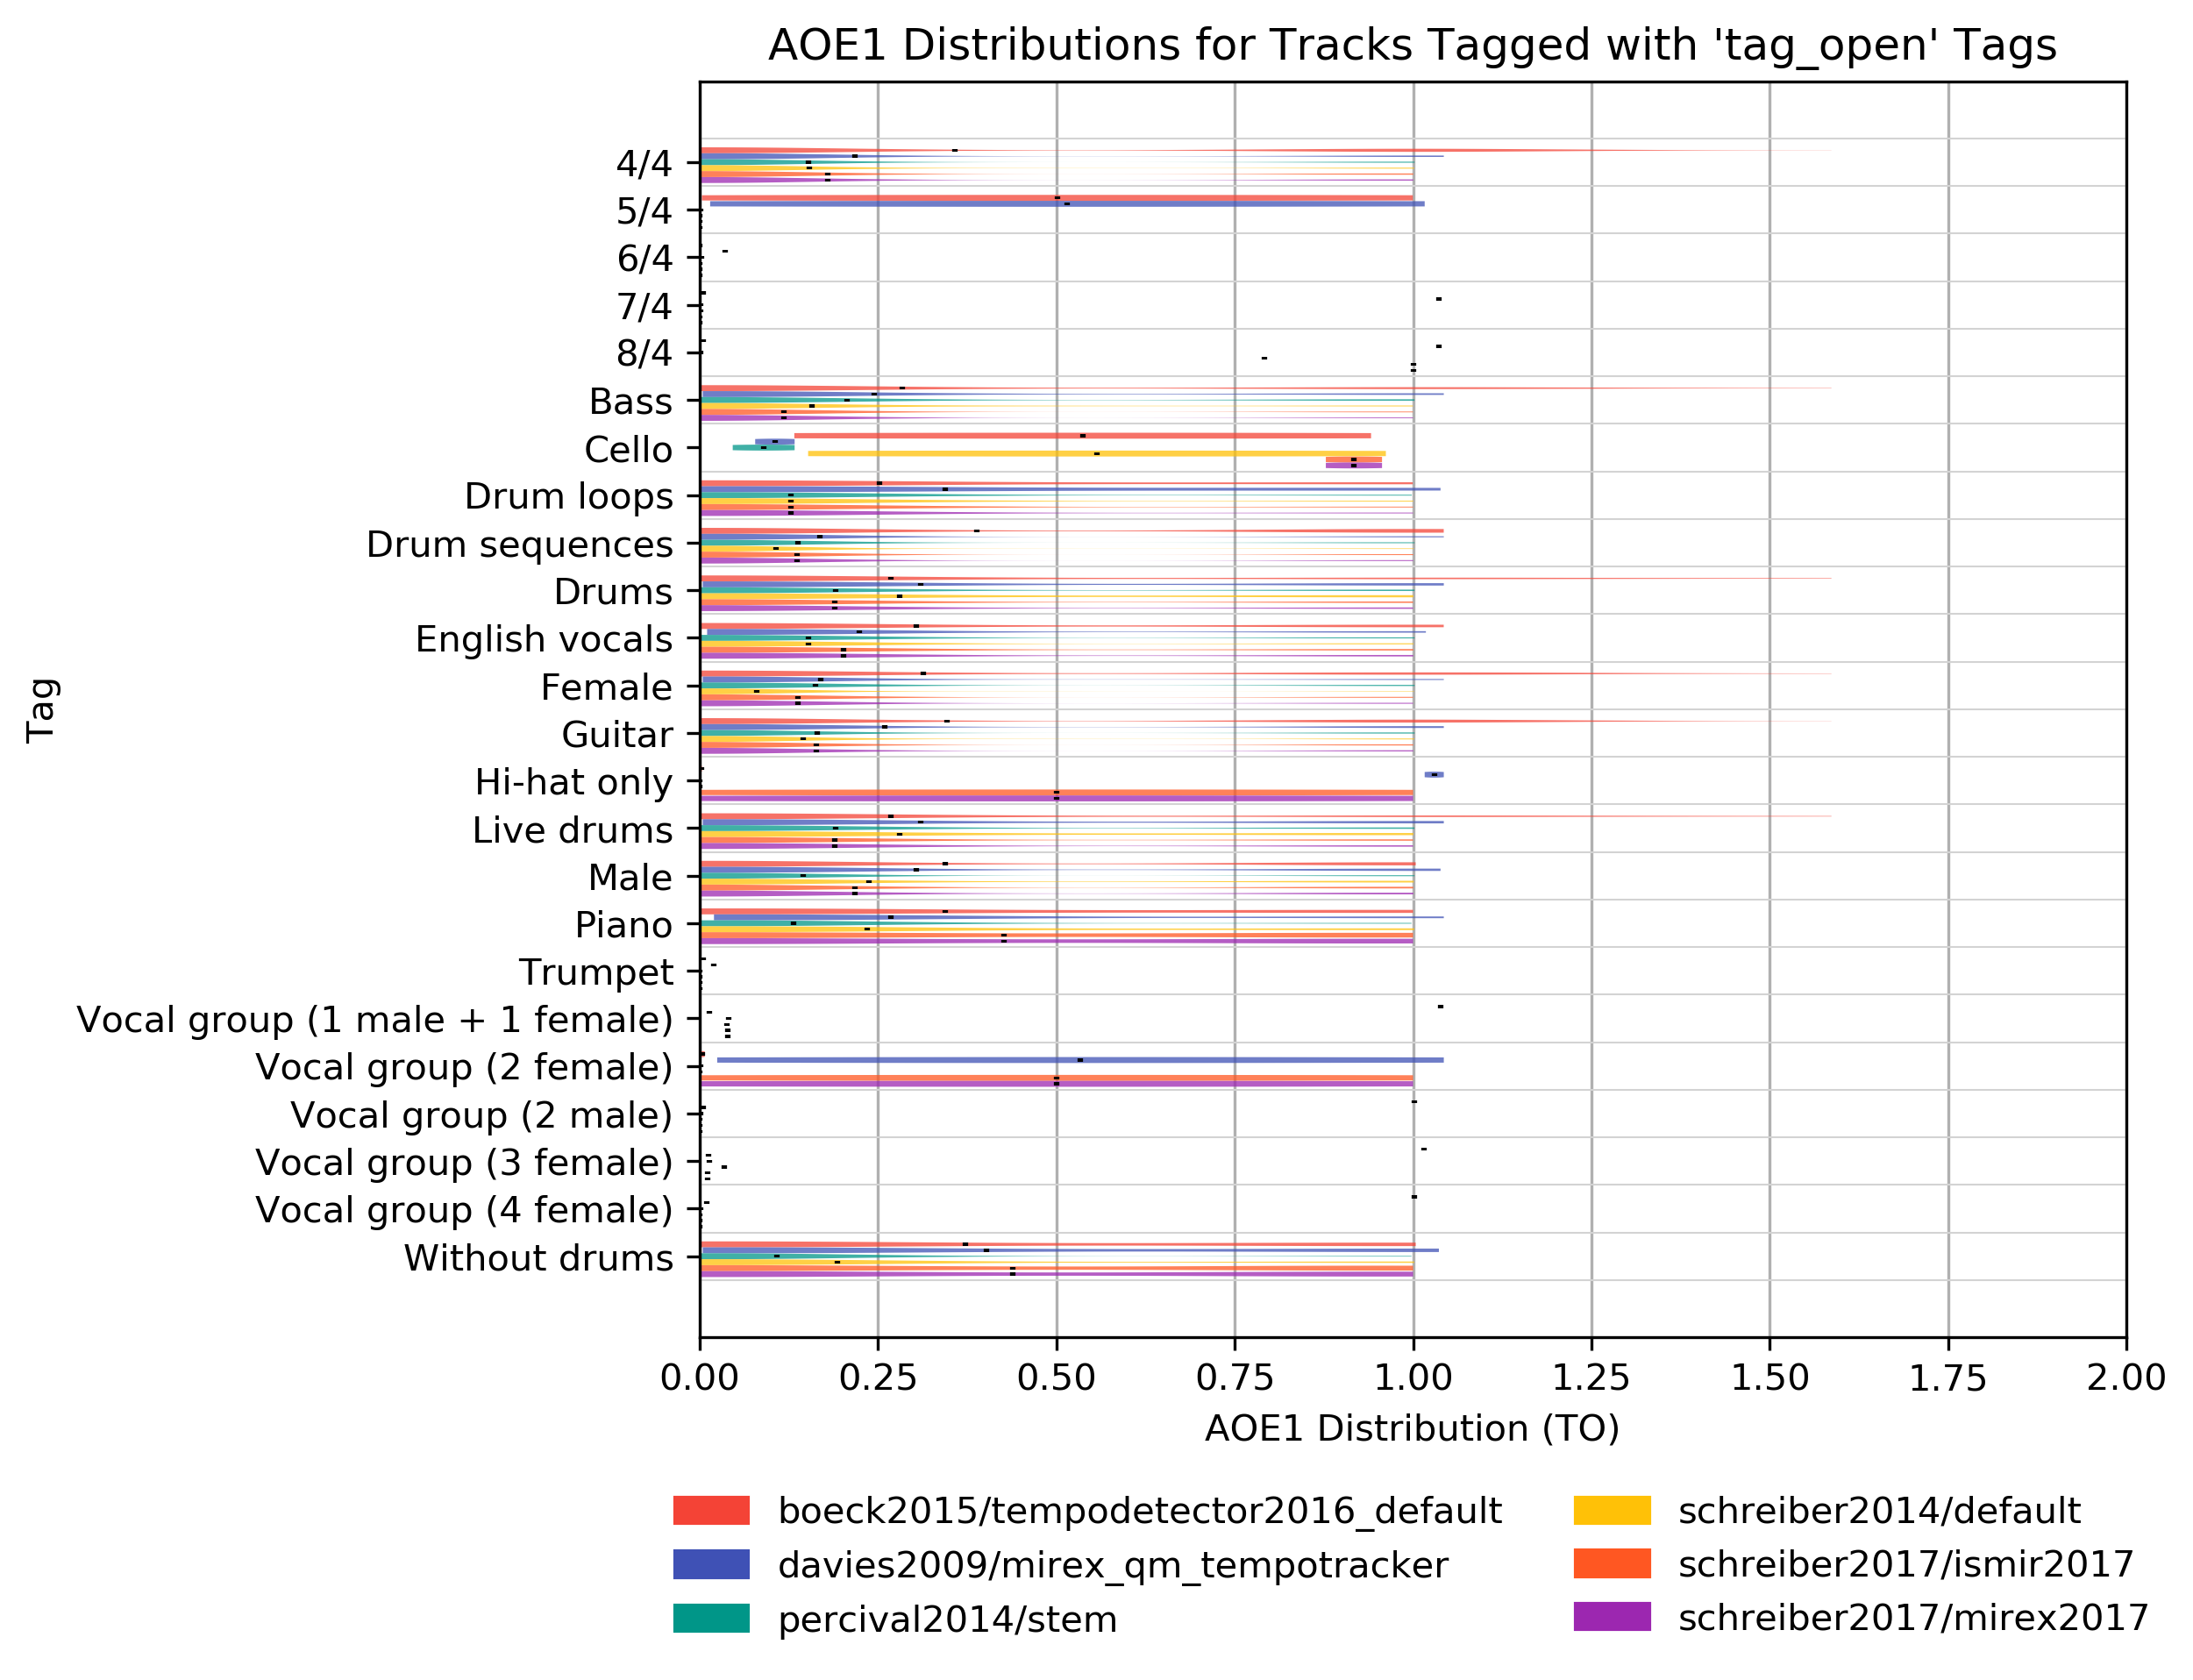 AOE1 Distributions for Tracks Tagged with 'tag_open' Tags
4/4
5/4
6/4
7/4
8/4
Bass
Cello
Drum loops
Drum sequences
Drums
English vocals
Female
Guitar
Hi-hat only
Live drums
Male
Piano
Trumpet
Vocal group (1 male + 1 female)
Vocal group (2 female)
Vocal group (2 male)
Vocal group (3 female)
Vocal group (4 female)
Without drums
Tag
0.00 0.25 0.50 0.75 1.00 1.25 1.50 1.75 2.00
AOE1 Distribution (TO)
boeck2015/tempodetector2016_default
davies2009/mirex_qm_tempotracker
percival2014/stem
schreiber2014/default
schreiber2017/ismir2017
schreiber2017/mirex2017